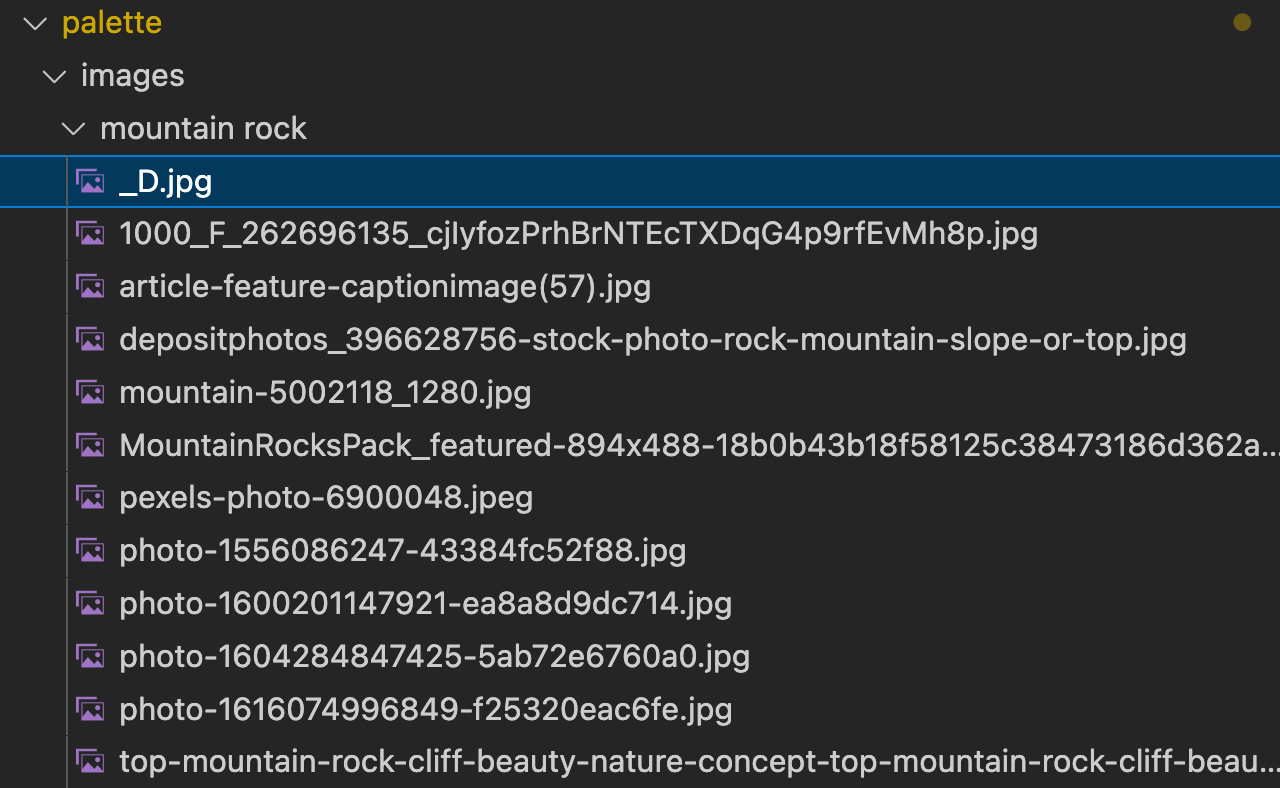 palette
images
mountain rock
_D.jpg
1000_F_262696135_cjIyfozPrhBrNTEcTXDqG4p9rfEvMh8p.jpg
article-feature-captionimage(57).jpg
depositphotos_396628756-stock-photo-rock-mountain-slope-or-top.jpg
mountain-5002118_1280.jpg
MountainRocksPack_featured-894x488-18b0b43b18f58125c38473186d362a...
pexels-photo-6900048.jpeg
photo-1556086247-43384fc52f88.jpg
photo-1600201147921-ea8a8d9dc714.jpg
photo-1604284847425-5ab72e6760a0.jpg
photo-1616074996849-f25320eac6fe.jpg
top-mountain-rock-cliff-beauty-nature-concept-top-mountain-rock-cliff-beau...